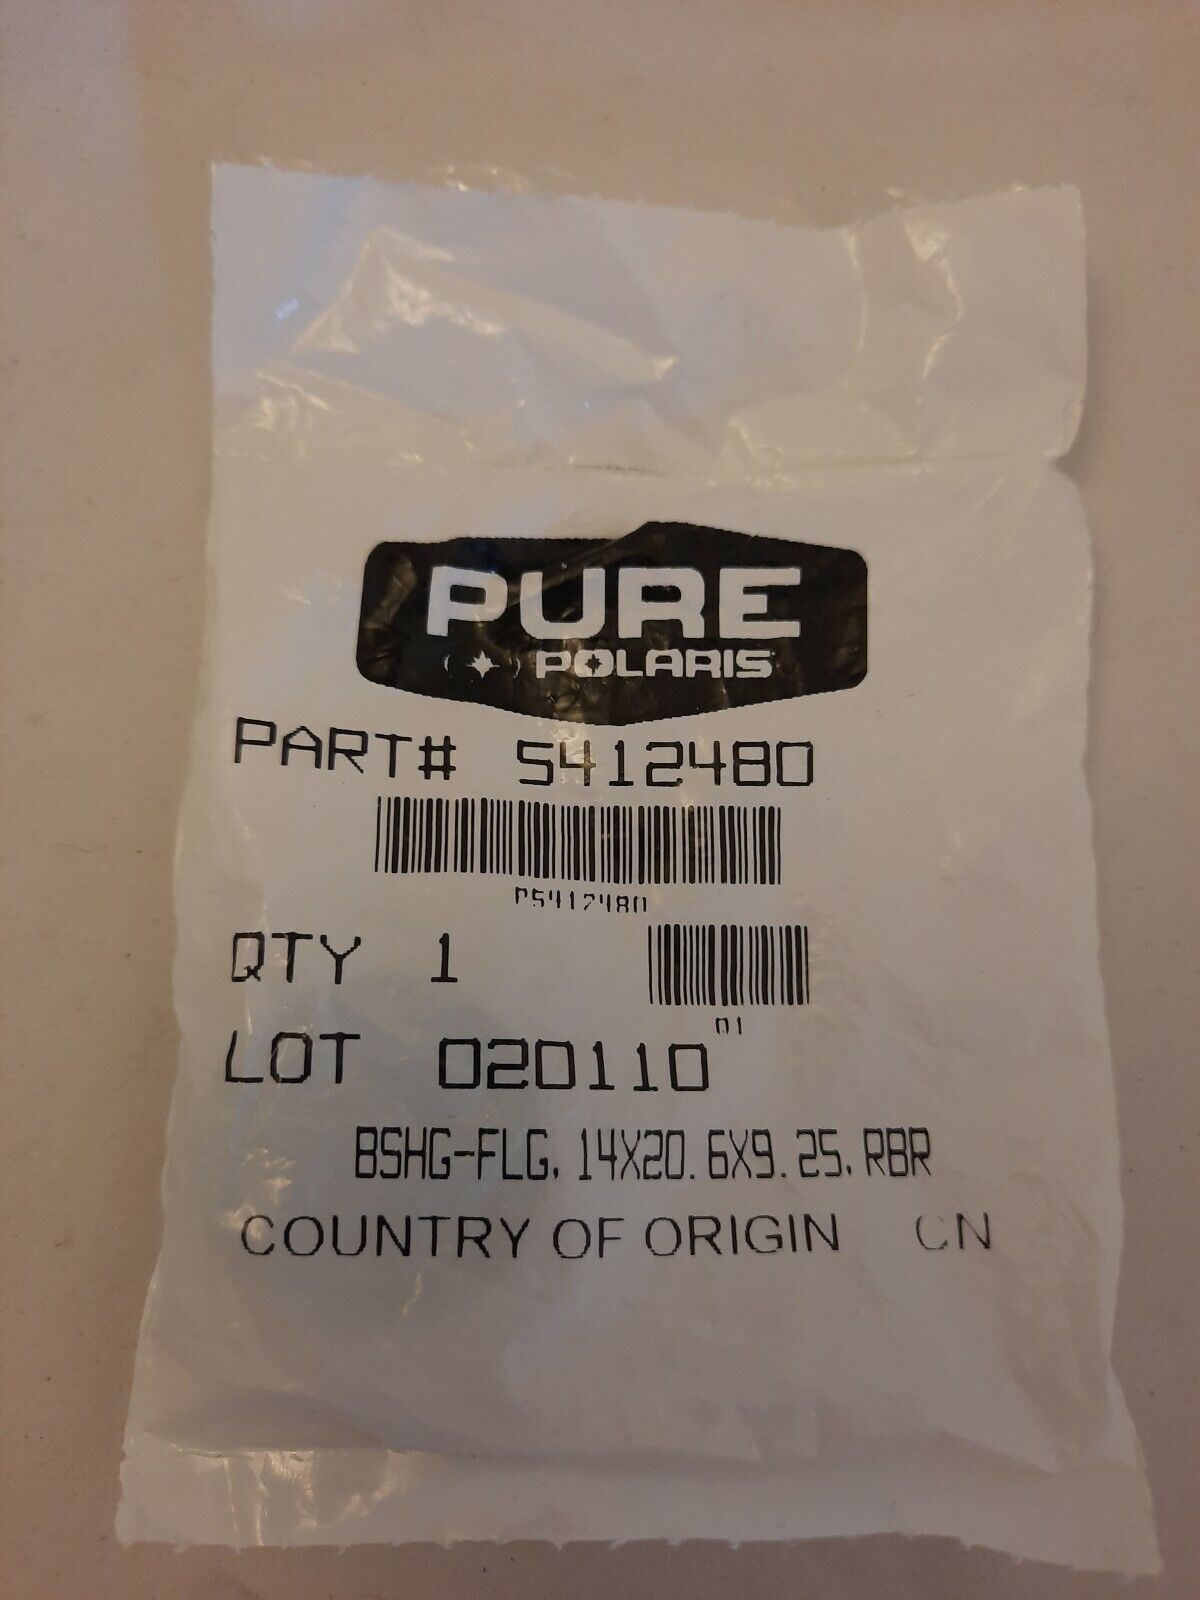 PURE
POLARIS
PART# 5412480
P5412480
QTY 1
01
LOT 020110
BSHG-FLG, 14X20.6X9.25, RBR
COUNTRY OF ORIGIN CN